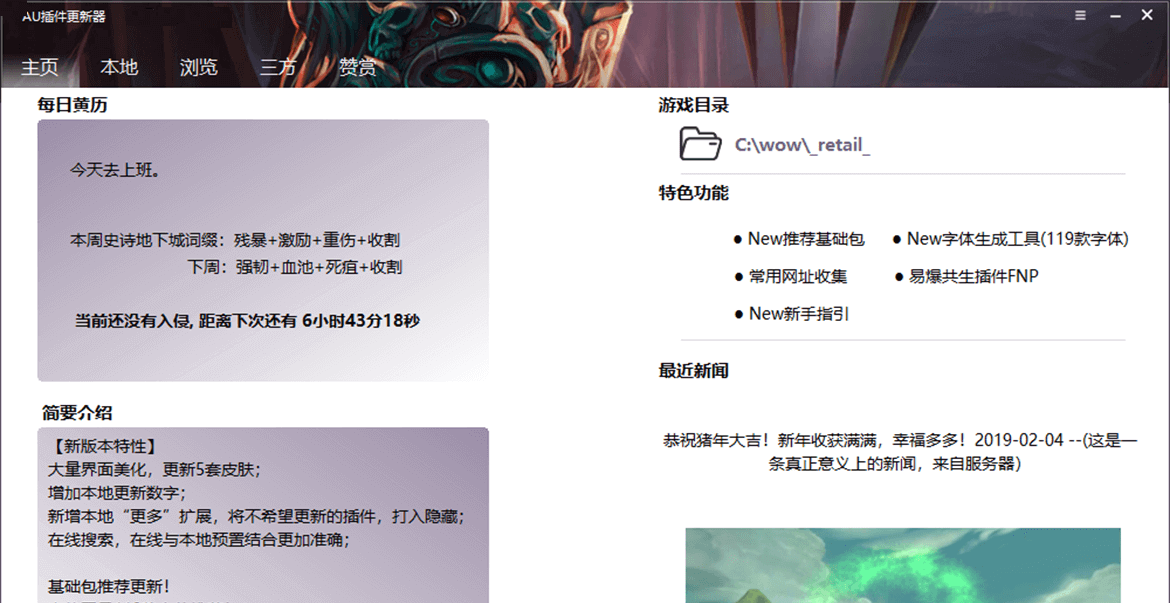 AU插件更新器
主页 本地 浏览 三方 赞赏
每日黄历
今天去上班。
本周史诗地下城词缀：残暴+激励+重伤+收割
下周：强韧+血池+死疽+收割
当前还没有入侵, 距离下次还有 6小时43分18秒
简要介绍
【新版本特性】
大量界面美化，更新5套皮肤；
增加本地更新数字；
新增本地“更多”扩展，将不希望更新的插件，打入隐藏；
在线搜索，在线与本地预置结合更加准确；
基础包推荐更新！
游戏目录
C:\wow\_retail_
特色功能
● New推荐基础包 ● New字体生成工具(119款字体)
● 常用网址收集 ● 易爆共生插件FNP
● New新手指引
最近新闻
恭祝猪年大吉！新年收获满满，幸福多多！2019-02-04 --(这是一
条真正意义上的新闻，来自服务器)